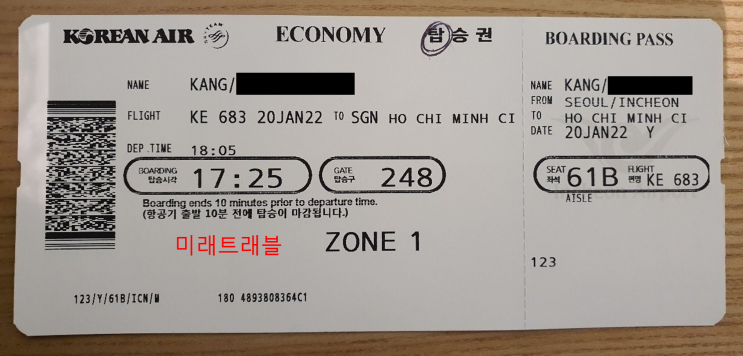 KOREAN AIR SKYTEAM ECONOMY 탑승권 BOARDING PASS
NAME KANG/
FLIGHT KE 683 20JAN22 TO SGN HO CHI MINH CI
DEP.TIME 18:05
BOARDING 탑승시각 17:25 GATE 탑승구 248
Boarding ends 10 minutes prior to departure time.
(항공기 출발 10분 전에 탑승이 마감됩니다.)
미래트래블 ZONE 1
123/Y/61B/ICN/M 180 4893808364C1
NAME KANG/
FROM SEOUL/INCHEON
TO HO CHI MINH CI
DATE 20JAN22 Y
SEAT 좌석 61B FLIGHT 편명 KE 683
AISLE
123